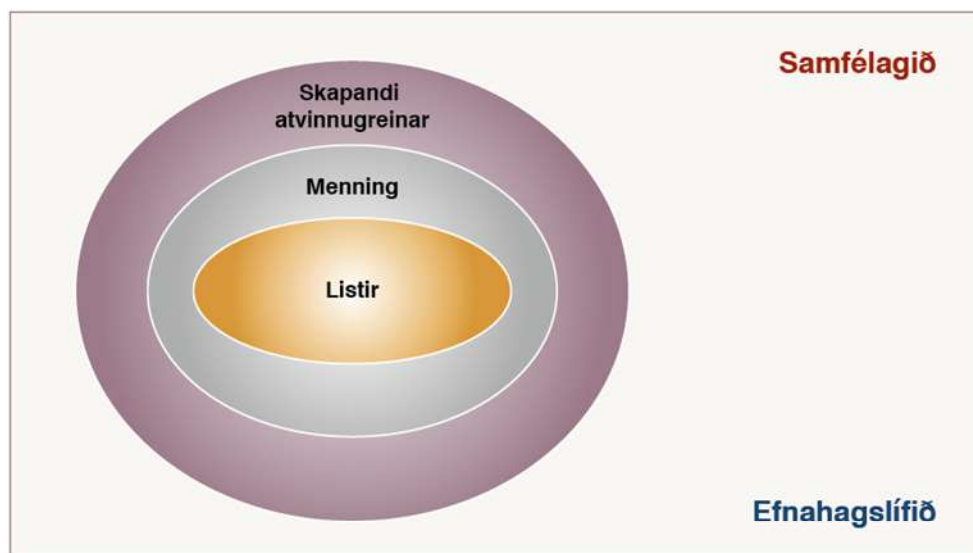 Samfélagið
Skapandi
atvinnugreinar
Menning
Listir
Efnahagslífið